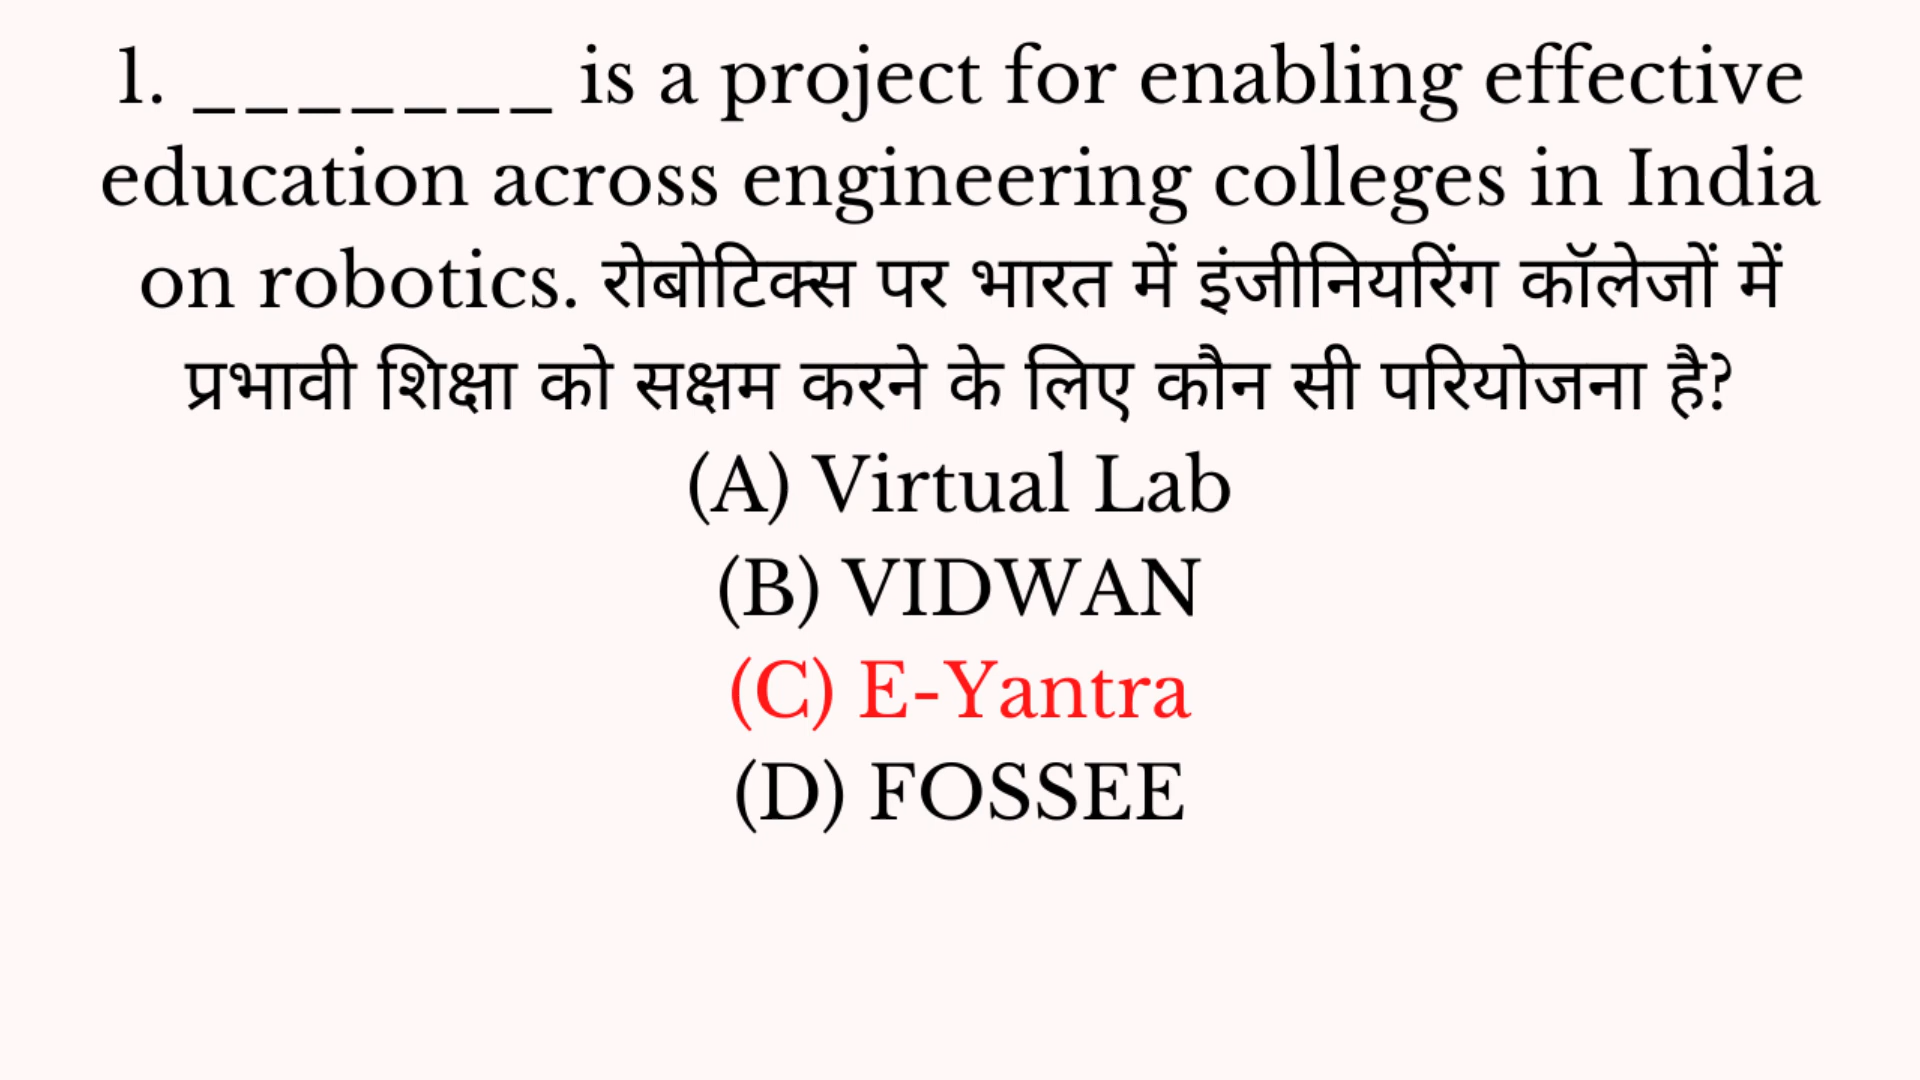 1. _______ is a project for enabling effective
education across engineering colleges in India
on robotics. रोबोटिक्स पर भारत में इंजीनियरिंग कॉलेजों में
प्रभावी शिक्षा को सक्षम करने के लिए कौन सी परियोजना है?
(A) Virtual Lab
(B) VIDWAN
(C) E-Yantra
(D) FOSSEE